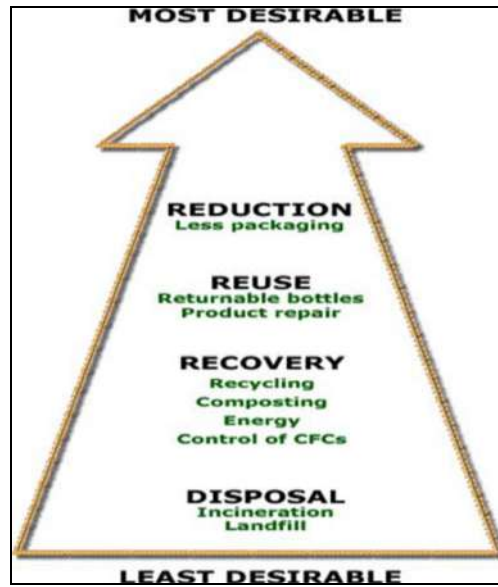 MOST DESIRABLE
REDUCTION
Less packaging
REUSE
Returnable bottles
Product repair
RECOVERY
Recycling
Composting
Energy
Control of CFCs
DISPOSAL
Incineration
Landfill
LEAST DESIRABLE